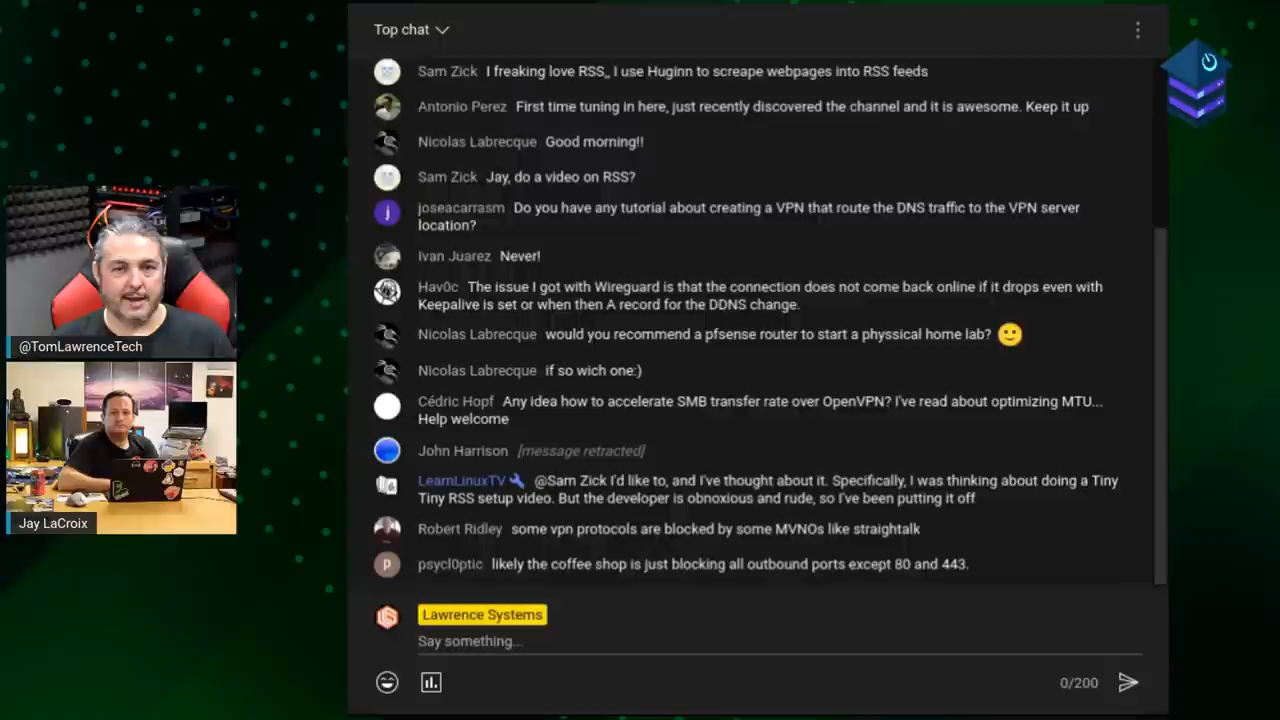 Top chat
Sam Zick I freaking love RSS,, I use Huginn to screape webpages into RSS feeds
Antonio Perez First time tuning in here, just recently discovered the channel and it is awesome. Keep it up
Nicolas Labrecque Good morning!!
Sam Zick Jay, do a video on RSS?
j
joseacarrasm Do you have any tutorial about creating a VPN that route the DNS traffic to the VPN server
location?
Ivan Juarez Never!
Hav0c The issue I got with Wireguard is that the connection does not come back online if it drops even with
Keepalive is set or when then A record for the DDNS change.
Nicolas Labrecque would you recommend a pfsense router to start a physsical home lab? 🙂
Nicolas Labrecque if so wich one:)
Cédric Hopf Any idea how to accelerate SMB transfer rate over OpenVPN? I've read about optimizing MTU...
Help welcome
John Harrison [message retracted]
LearnLinuxTV @Sam Zick I'd like to, and I've thought about it. Specifically, I was thinking about doing a Tiny
Tiny RSS setup video. But the developer is obnoxious and rude, so I've been putting it off
Robert Ridley some vpn protocols are blocked by some MVNOs like straightalk
P
psycl0ptic likely the coffee shop is just blocking all outbound ports except 80 and 443.
Lawrence Systems
Say something...
0/200
@TomLawrenceTech
Jay LaCroix